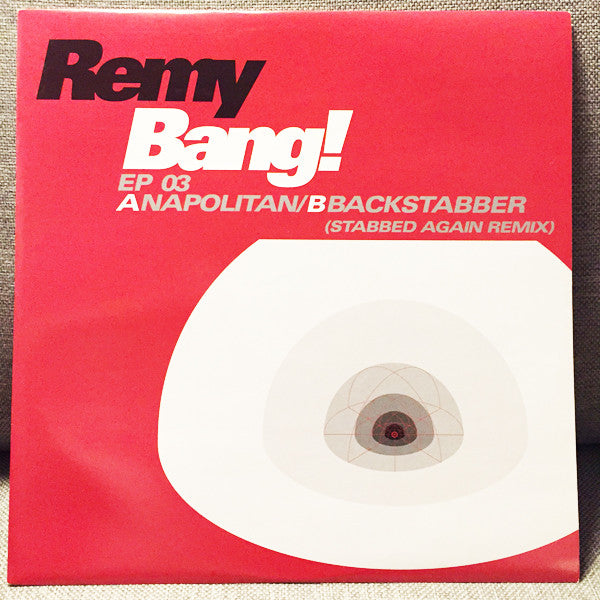 Remy
Bang!
EP 03
ANAPOLITAN/BBACKSTABBER
(STABBED AGAIN REMIX)